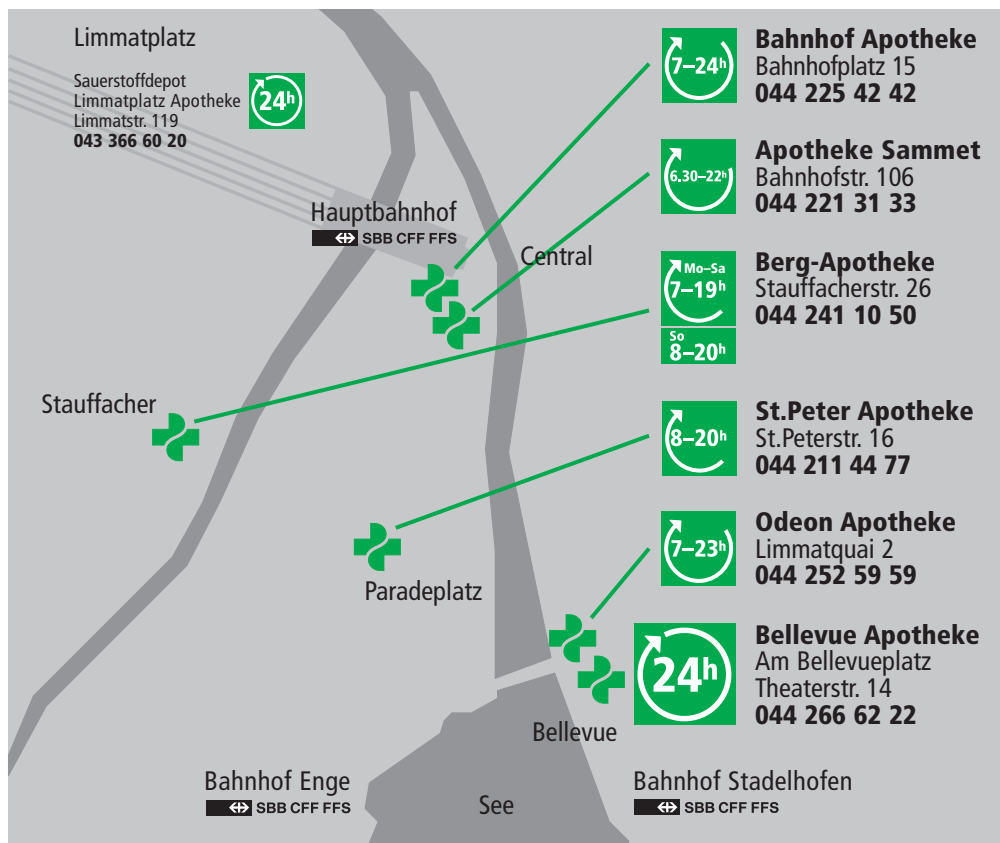 Limmatplatz
Sauerstoffdepot
Limmatplatz Apotheke
Limmatstr. 119
043 366 60 20
24h
Hauptbahnhof
SBB CFF FFS
Central
Stauffacher
Paradeplatz
Bellevue
Bahnhof Enge
SBB CFF FFS
See
Bahnhof Stadelhofen
SBB CFF FFS
7–24h
Bahnhof Apotheke
Bahnhofplatz 15
044 225 42 42
6.30–22h
Apotheke Sammet
Bahnhofstr. 106
044 221 31 33
Mo–Sa
7–19h
So
8–20h
Berg-Apotheke
Stauffacherstr. 26
044 241 10 50
8–20h
St.Peter Apotheke
St.Peterstr. 16
044 211 44 77
7–23h
Odeon Apotheke
Limmatquai 2
044 252 59 59
24h
Bellevue Apotheke
Am Bellevueplatz
Theaterstr. 14
044 266 62 22